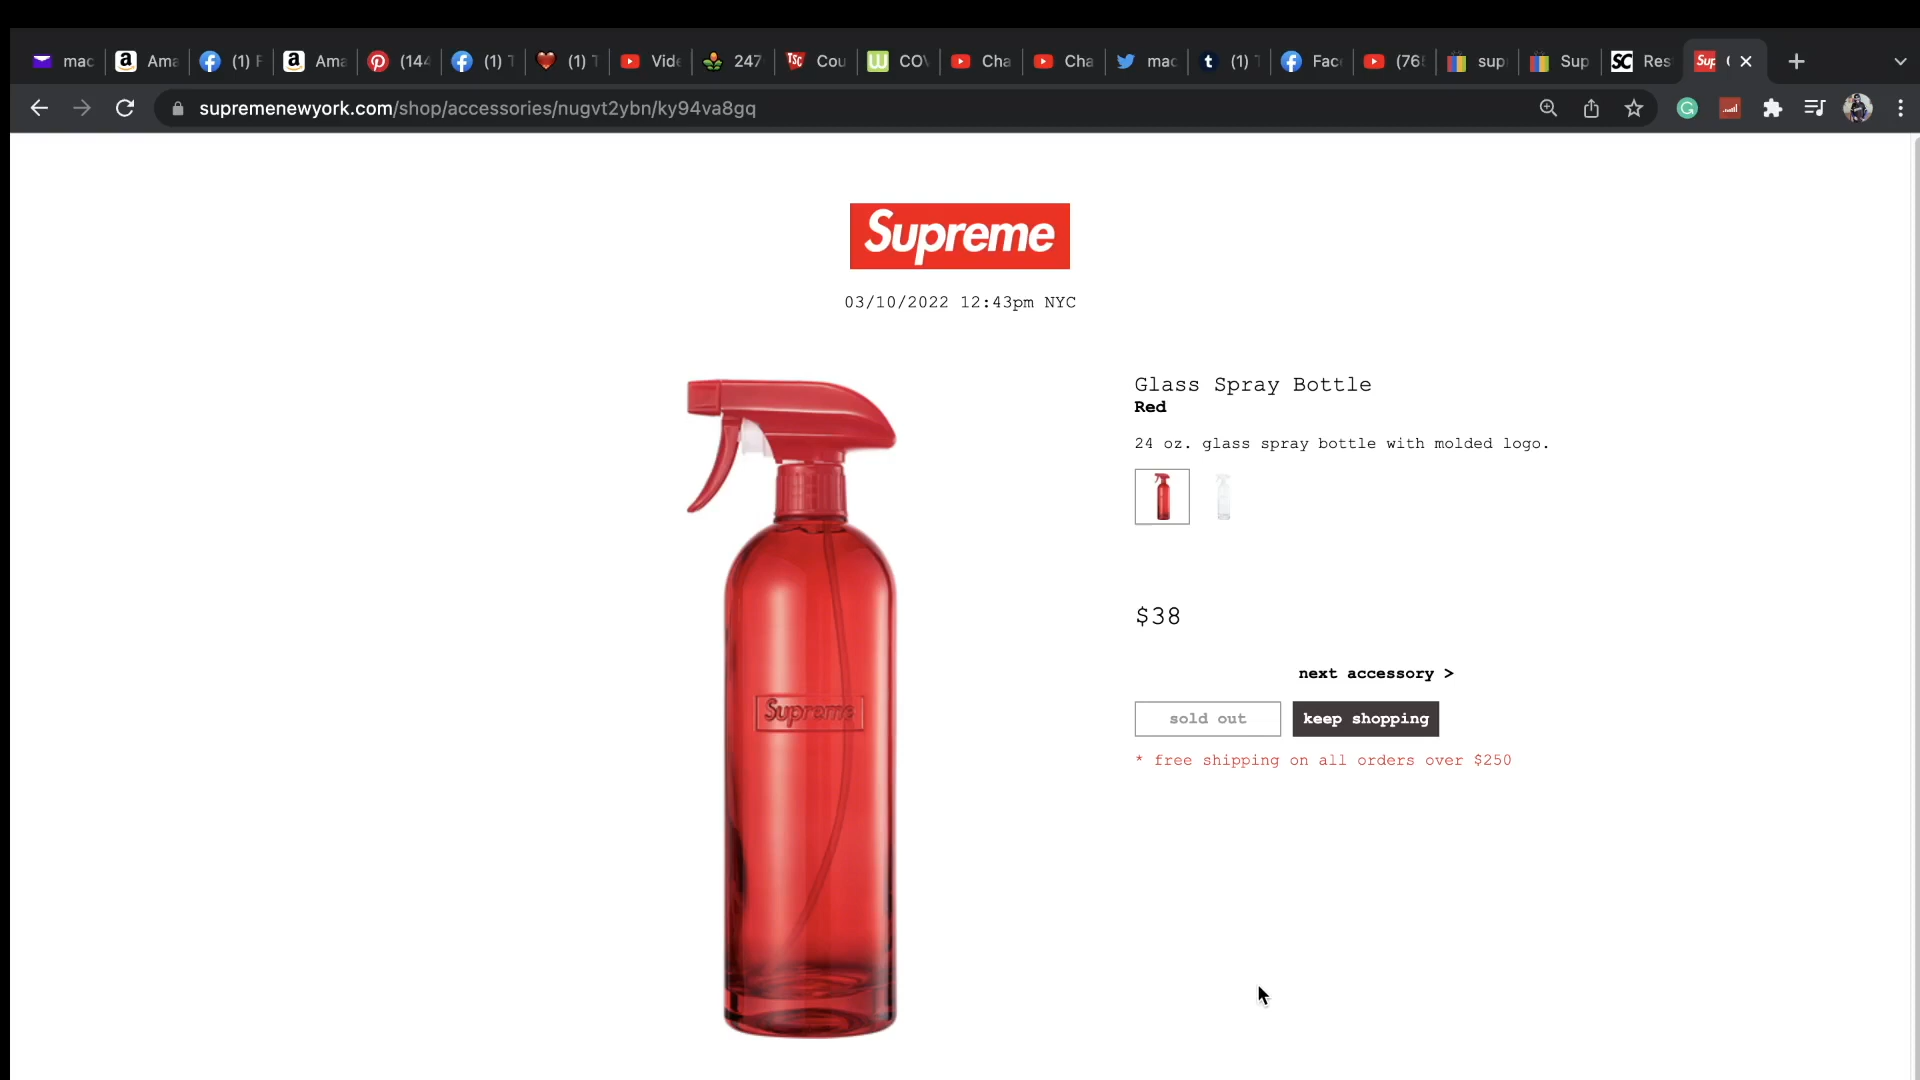 mac
Ama
(1) F
Ama
(144
(1) T
(1) T
Vide
247
TSC Cou
COV
Cha
Cha
mac
(1) T
Fac
(768
sup
Sup
SC Res
Sup
supremenewyork.com/shop/accessories/nugvt2ybn/ky94va8gq
Supreme
03/10/2022 12:43pm NYC
Glass Spray Bottle
Red
24 oz. glass spray bottle with molded logo.
$38
next accessory >
sold out
keep shopping
* free shipping on all orders over $250
Supreme